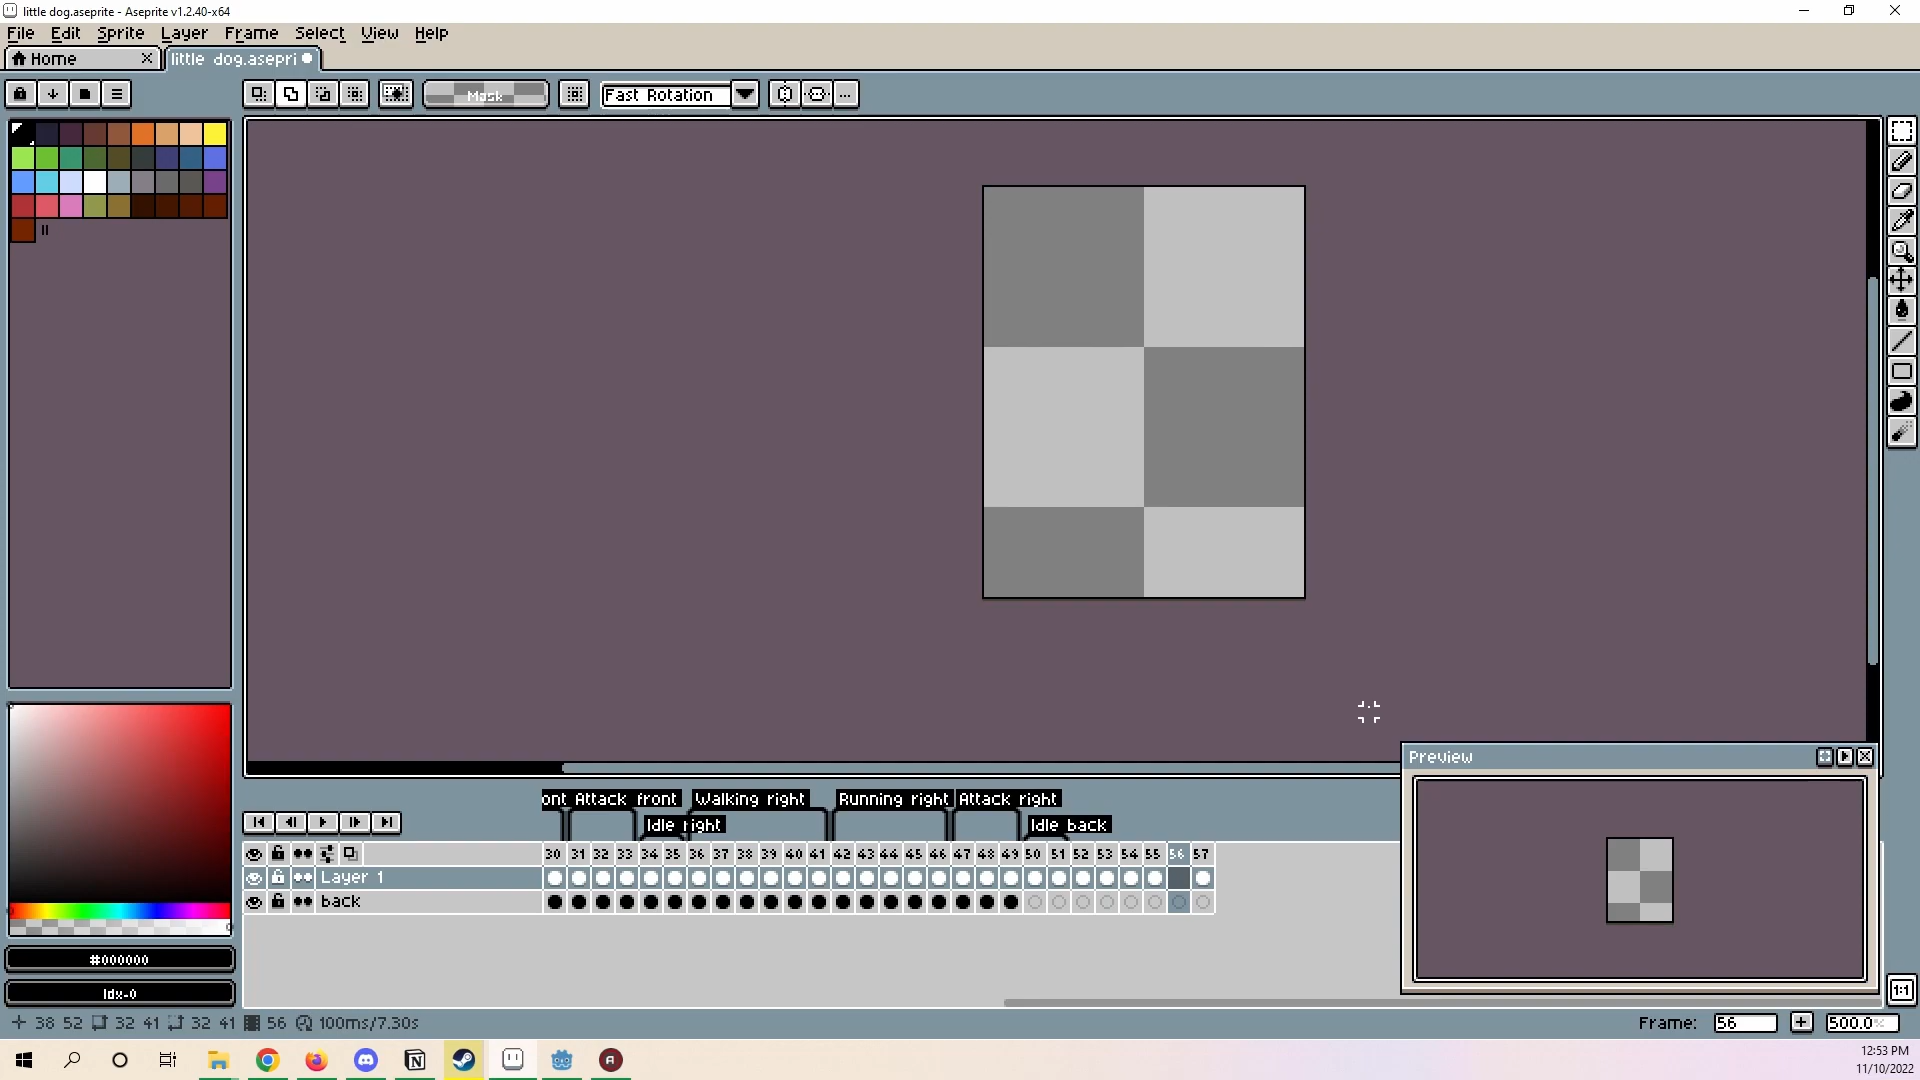 little dog.aseprite - Aseprite v1.2.40-x64
File Edit Sprite Layer Frame Select View Help
Home
little dog.asepri
Mask
Fast Rotation
Preview
ont Attack front Walking right Running right Attack right
Idle right Idle back
30 31 32 33 34 35 36 37 38 39 40 41 42 43 44 45 46 47 48 49 50 51 52 53 54 55 56 57
Layer 1
back
#000000
Idx-0
1:1
38 52 32 41 32 41 56 100ms/7.30s
Frame: 56 + 500.0%
12:53 PM
11/10/2022